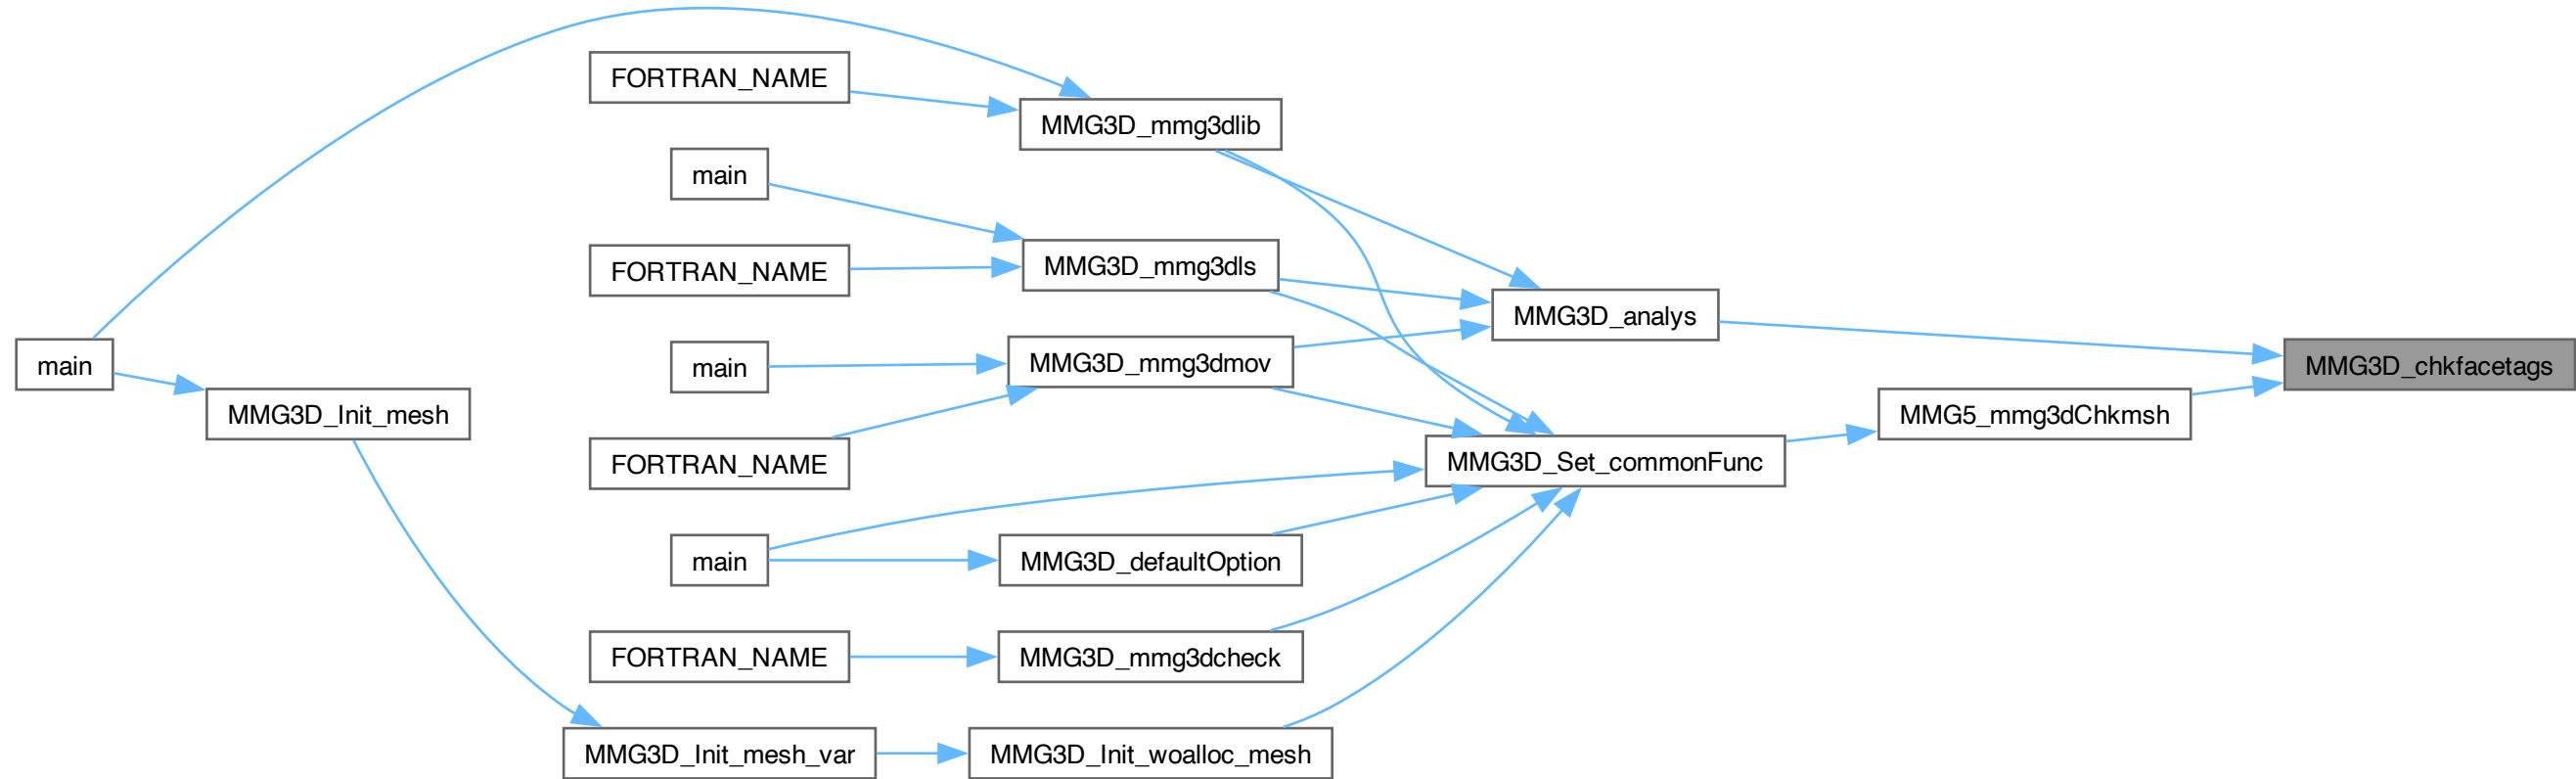 FORTRAN_NAME
MMG3D_mmg3dlib
main
MMG3D_mmg3dls
FORTRAN_NAME
MMG3D_analys
main
main
MMG3D_mmg3dmov
MMG3D_chkfacetags
MMG3D_Init_mesh
MMG5_mmg3dChkmsh
FORTRAN_NAME
MMG3D_Set_commonFunc
main
MMG3D_defaultOption
FORTRAN_NAME
MMG3D_mmg3dcheck
MMG3D_Init_mesh_var
MMG3D_Init_woalloc_mesh